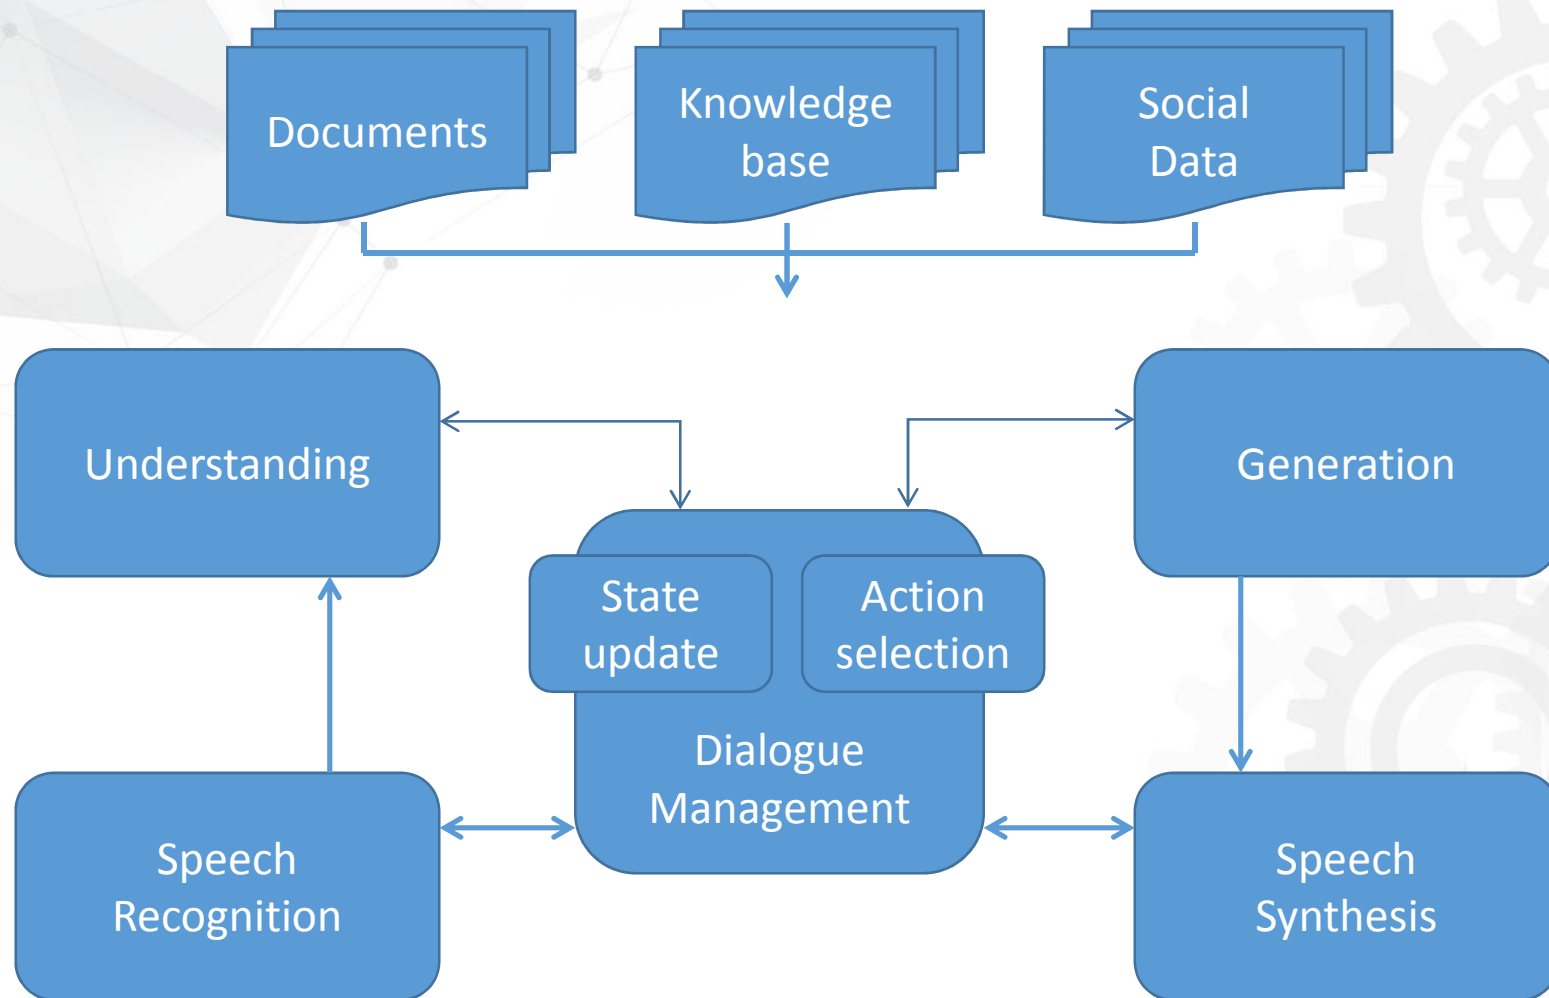 Documents
Knowledge
base
Social
Data
Understanding
Generation
State
update
Action
selection
Dialogue
Management
Speech
Recognition
Speech
Synthesis